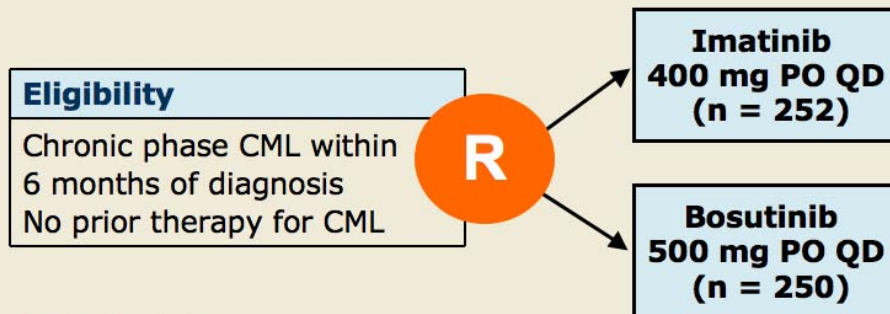 Eligibility
Chronic phase CML within
6 months of diagnosis
No prior therapy for CML
R
Imatinib
400 mg PO QD
(n = 252)
Bosutinib
500 mg PO QD
(n = 250)